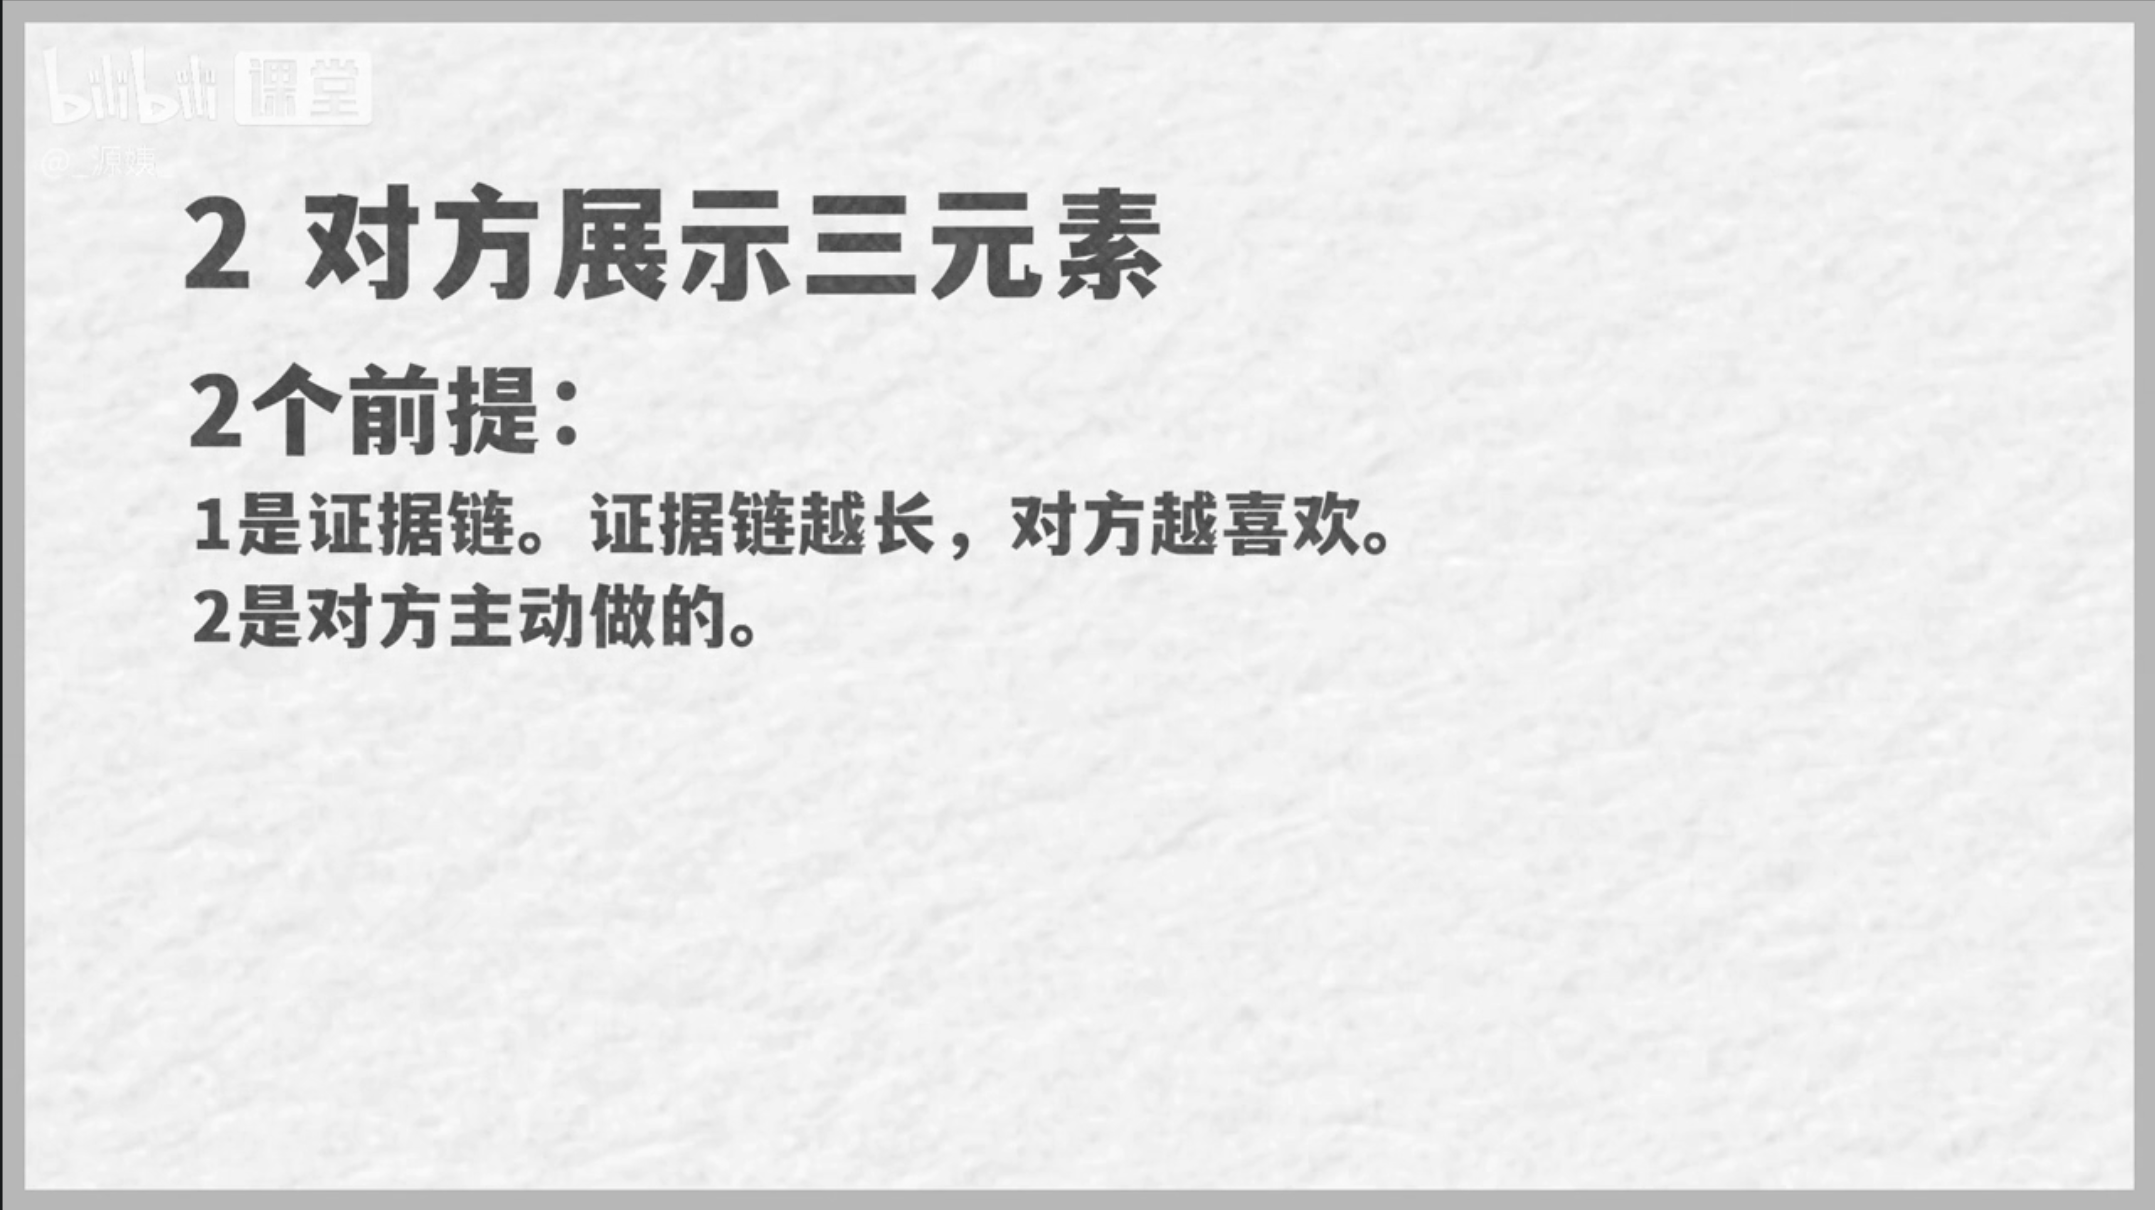 bilibili 课堂
@_源姨
2 对方展示三元素
2个前提：
1是证据链。证据链越长，对方越喜欢。
2是对方主动做的。